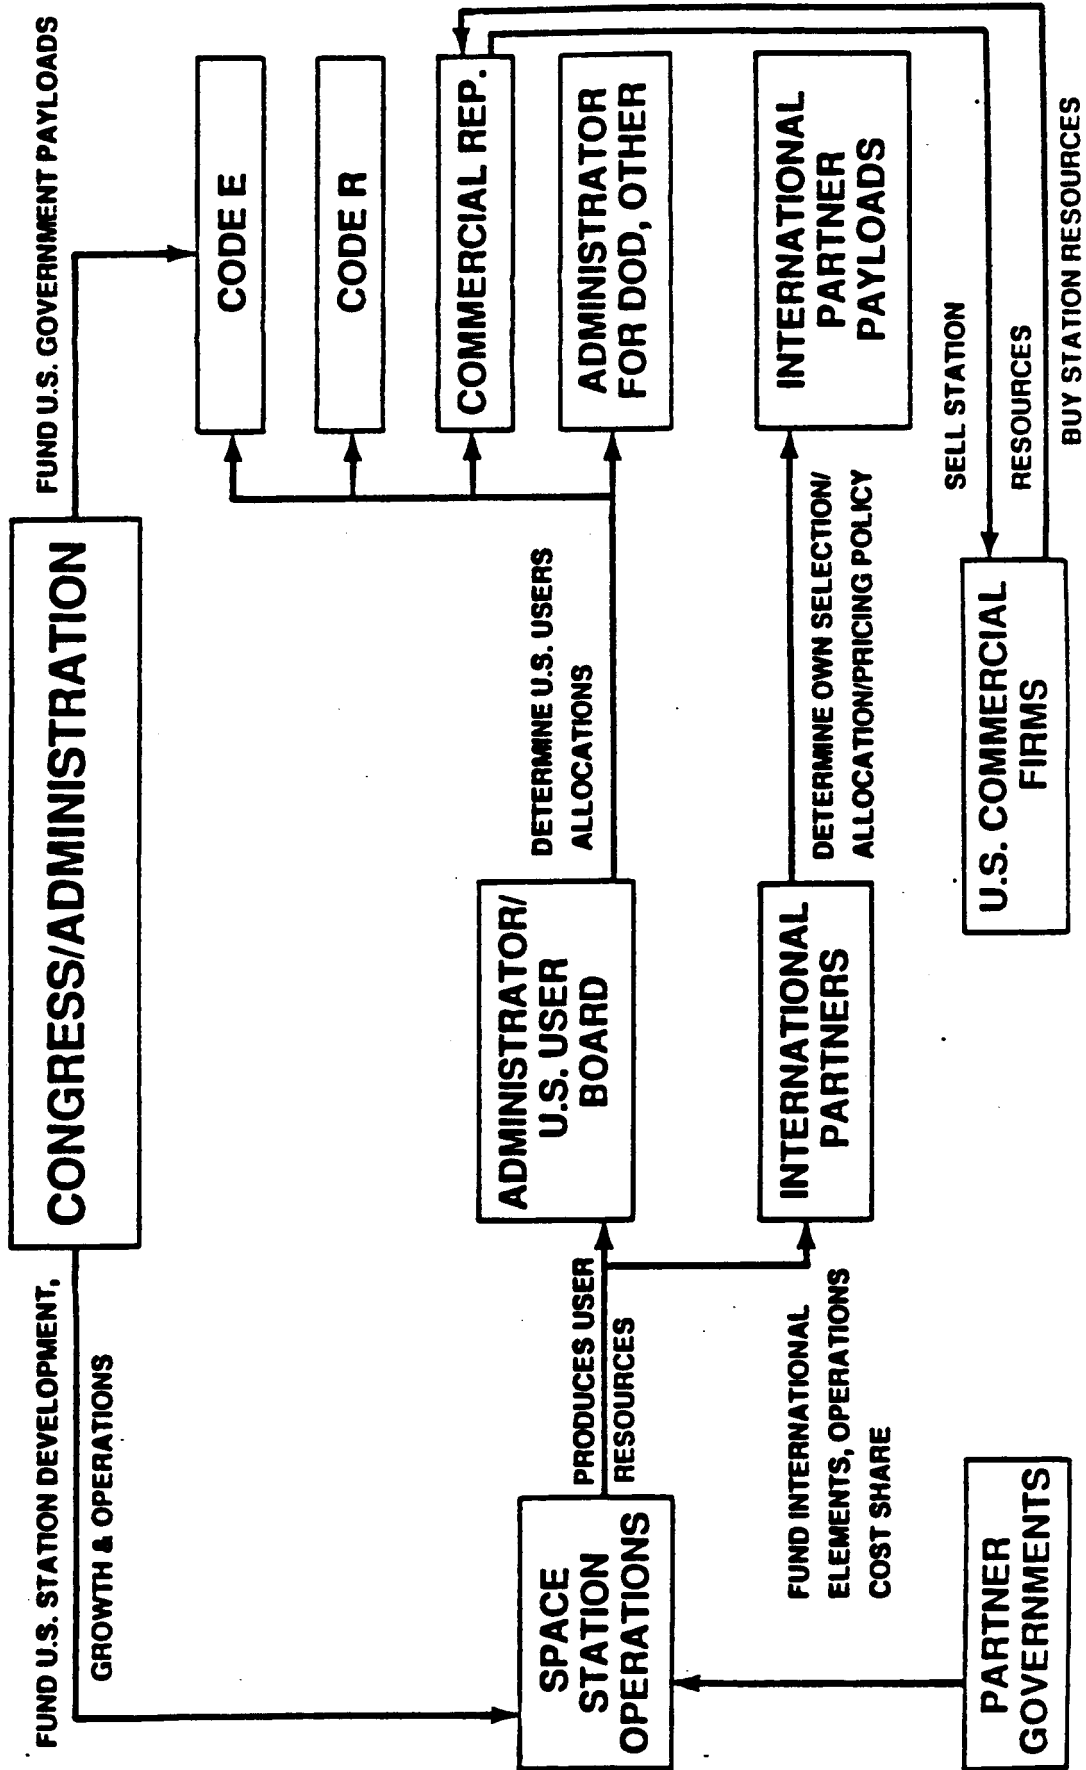 FUND U.S. STATION DEVELOPMENT,
GROWTH & OPERATIONS
CONGRESS/ADMINISTRATION
FUND U.S. GOVERNMENT PAYLOADS
CODE E
CODE R
COMMERCIAL REP.
ADMINISTRATOR
FOR DOD, OTHER
SPACE
STATION
OPERATIONS
PRODUCES USER
RESOURCES
ADMINISTRATOR/
U.S. USER
BOARD
DETERMINE U.S. USERS
ALLOCATIONS
FUND INTERNATIONAL
ELEMENTS, OPERATIONS
COST SHARE
INTERNATIONAL
PARTNERS
DETERMINE OWN SELECTION/
ALLOCATION/PRICING POLICY
INTERNATIONAL
PARTNER
PAYLOADS
PARTNER
GOVERNMENTS
U.S. COMMERCIAL
FIRMS
SELL STATION
RESOURCES
BUY STATION RESOURCES